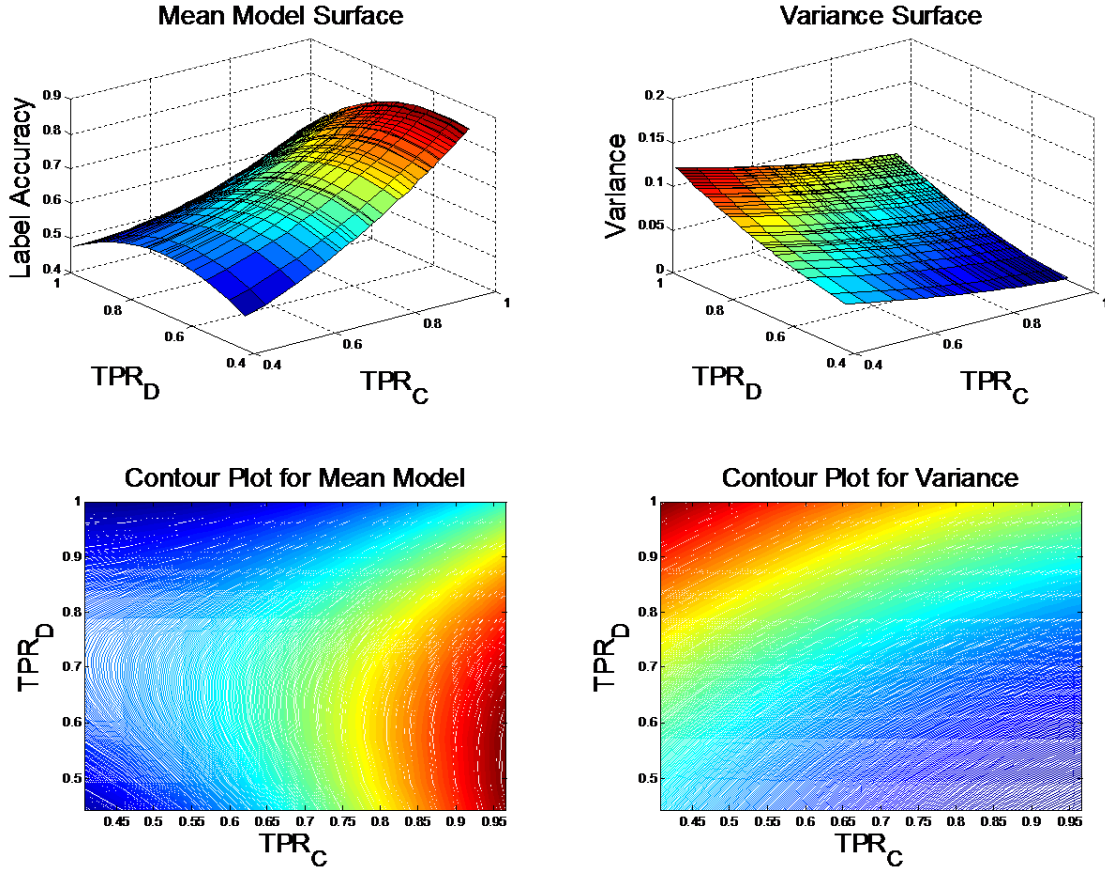 Mean Model Surface
Variance Surface
Label Accuracy
0.9
0.8
0.7
0.6
0.5
0.4
1
0.8
0.6
0.4
0.4
0.6
0.8
1
TPR_D
TPR_C
Variance
0.2
0.15
0.1
0.05
0
1
0.8
0.6
0.4
0.4
0.6
0.8
1
TPR_D
TPR_C
Contour Plot for Mean Model
TPR_D
1
0.9
0.8
0.7
0.6
0.5
0.45 0.5 0.55 0.6 0.65 0.7 0.75 0.8 0.85 0.9 0.95
TPR_C
Contour Plot for Variance
TPR_D
1
0.9
0.8
0.7
0.6
0.5
0.45 0.5 0.55 0.6 0.65 0.7 0.75 0.8 0.85 0.9 0.95
TPR_C